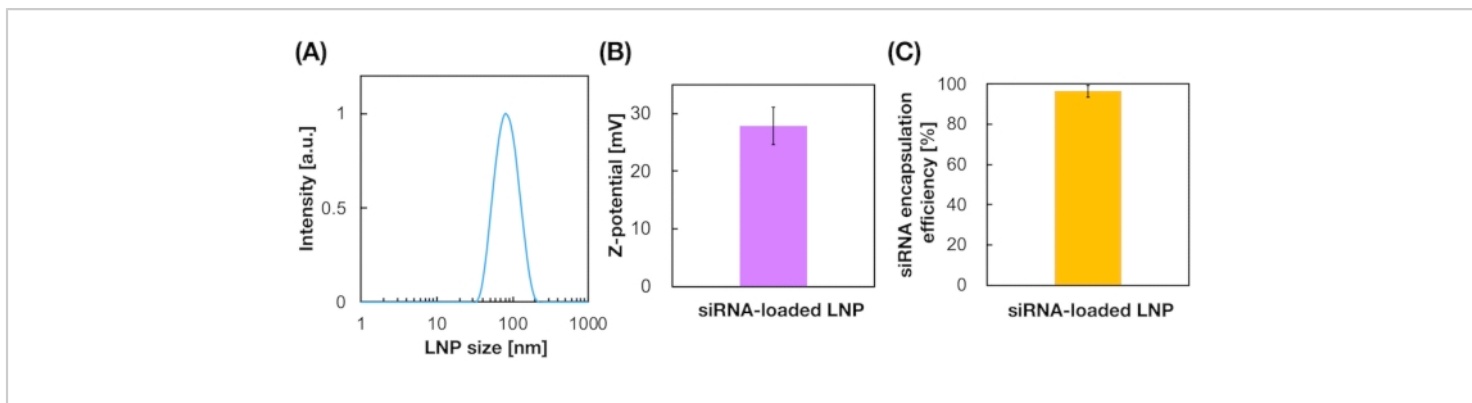 (A)
Intensity [a.u.]
1
0.5
0
1 10 100 1000
LNP size [nm]
(B)
Z-potential [mV]
30
20
10
0
siRNA-loaded LNP
(C)
siRNA encapsulation
efficiency [%]
100
80
60
40
20
0
siRNA-loaded LNP